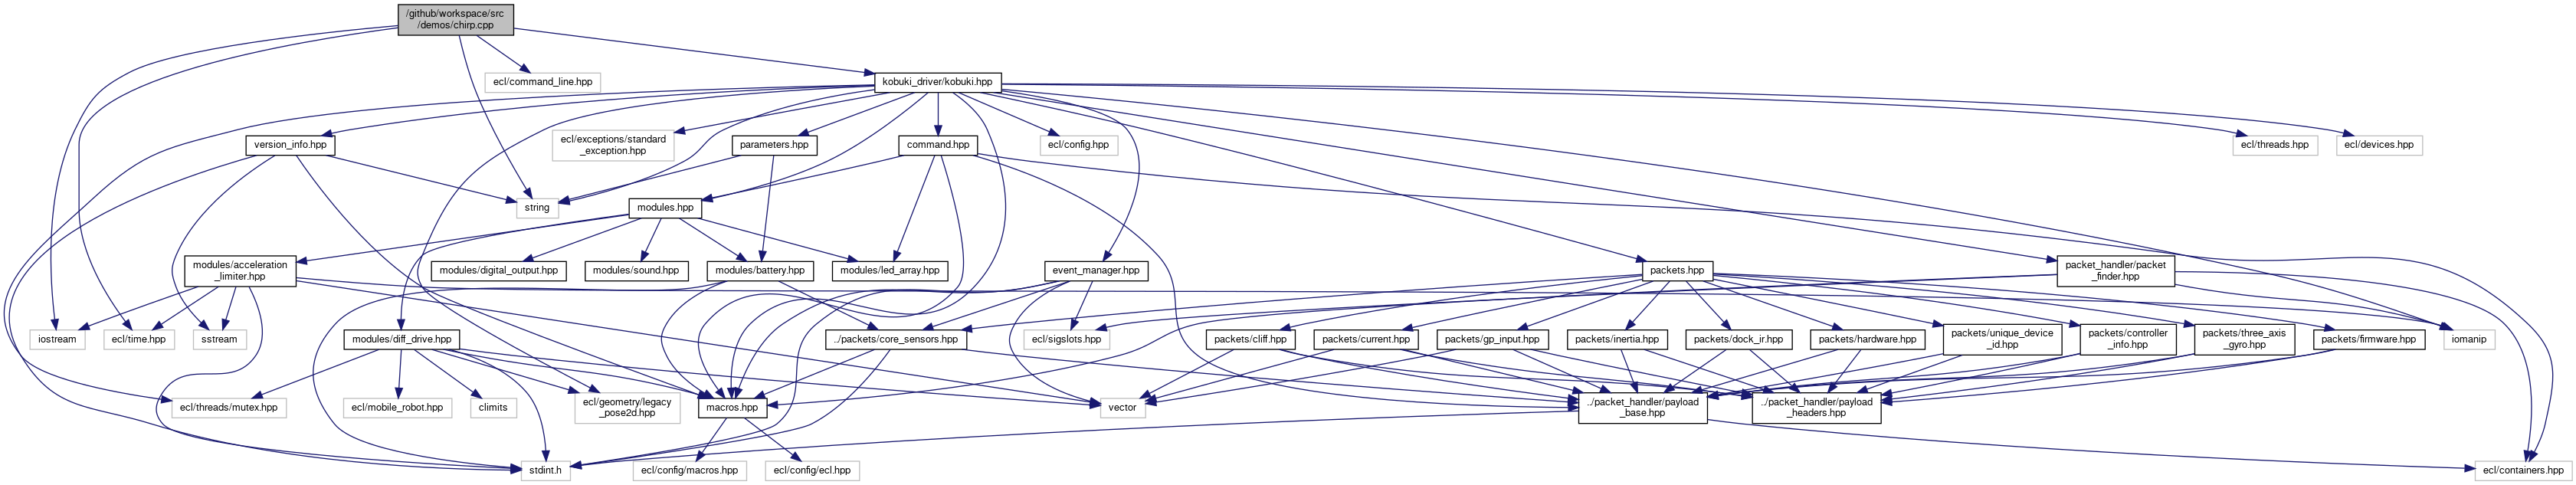 /github/workspace/src
/demos/chirp.cpp
ecl/command_line.hpp
kobuki_driver/kobuki.hpp
version_info.hpp
ecl/exceptions/standard
_exception.hpp
parameters.hpp
command.hpp
ecl/config.hpp
ecl/threads.hpp
ecl/devices.hpp
string
modules.hpp
modules/acceleration
_limiter.hpp
modules/digital_output.hpp
modules/sound.hpp
modules/battery.hpp
modules/led_array.hpp
event_manager.hpp
packets.hpp
packet_handler/packet
_finder.hpp
iostream
ecl/time.hpp
sstream
modules/diff_drive.hpp
../packets/core_sensors.hpp
ecl/sigslots.hpp
packets/cliff.hpp
packets/current.hpp
packets/gp_input.hpp
packets/inertia.hpp
packets/dock_ir.hpp
packets/hardware.hpp
packets/unique_device
_id.hpp
packets/controller
_info.hpp
packets/three_axis
_gyro.hpp
packets/firmware.hpp
iomanip
ecl/threads/mutex.hpp
ecl/mobile_robot.hpp
climits
ecl/geometry/legacy
_pose2d.hpp
macros.hpp
vector
../packet_handler/payload
_base.hpp
../packet_handler/payload
_headers.hpp
stdint.h
ecl/config/macros.hpp
ecl/config/ecl.hpp
ecl/containers.hpp